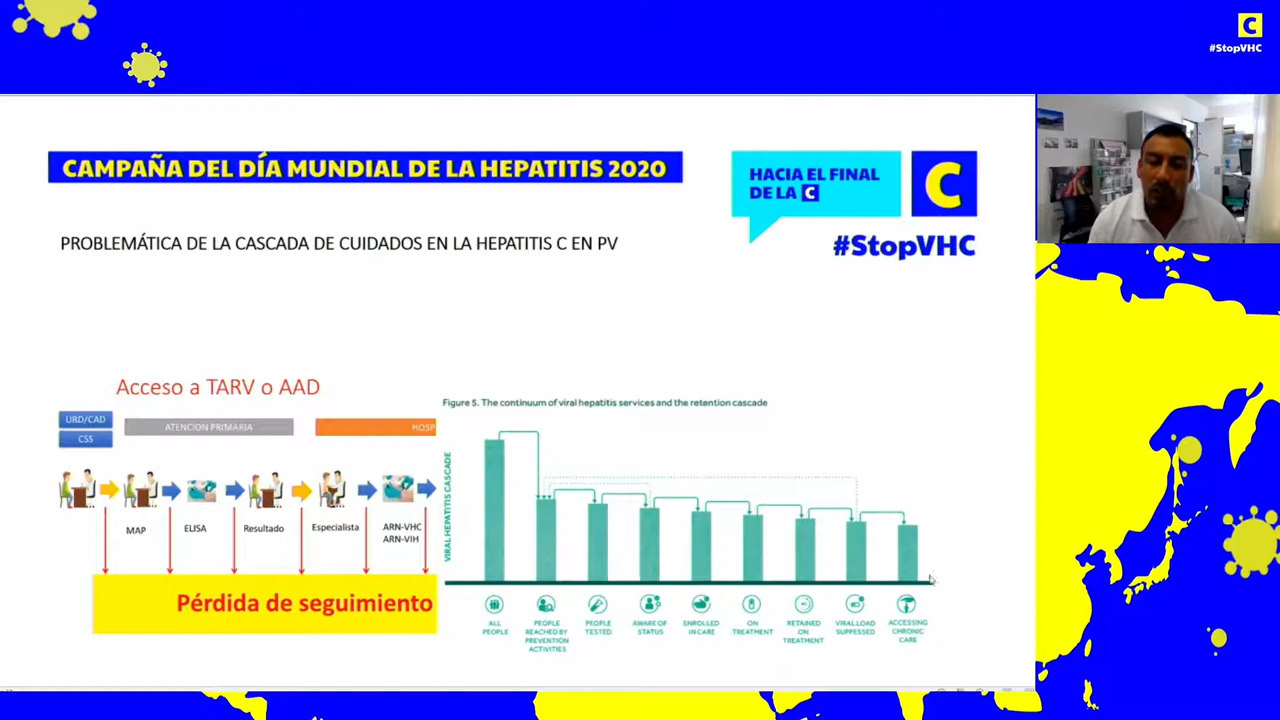 C
#StopVHC
CAMPAÑA DEL DÍA MUNDIAL DE LA HEPATITIS 2020
HACIA EL FINAL
DE LA C
C
#StopVHC
PROBLEMÁTICA DE LA CASCADA DE CUIDADOS EN LA HEPATITIS C EN PV
Acceso a TARV o AAD
URD/CAD
CSS
ATENCION PRIMARIA
HOSP
MAP
ELISA
Resultado
Especialista
ARN-VHC
ARN-VIH
Pérdida de seguimiento
Figure 5. The continuum of viral hepatitis services and the retention cascade
VIRAL HEPATITIS CASCADE
ALL
PEOPLE
PEOPLE
REACHED BY
PREVENTION
ACTIVITIES
PEOPLE
TESTED
AWARE OF
STATUS
ENROLLED
IN CARE
ON
TREATMENT
RETAINED
ON
TREATMENT
VIRAL LOAD
SUPPESSED
ACCESSING
CHRONIC
CARE